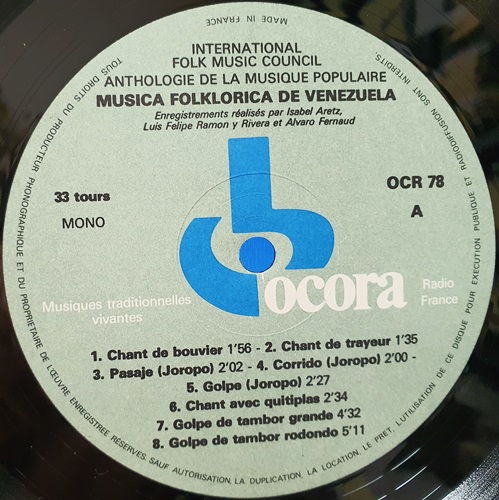 MADE IN FRANCE
TOUS DROITS DU PRODUCTEUR PHONOGRAPHIQUE ET DU PROPRIETAIRE DE L'ŒUVRE ENREGISTREE RESERVES. SAUF AUTORISATION, LA DUPLICATION, LA LOCATION, LE PRET, L'UTILISATION DE CE DISQUE POUR EXECUTION PUBLIQUE ET RADIODIFFUSION SONT INTERDITS.
INTERNATIONAL
FOLK MUSIC COUNCIL
ANTHOLOGIE DE LA MUSIQUE POPULAIRE
MUSICA FOLKLORICA DE VENEZUELA
Enregistrements réalisés par Isabel Aretz,
Luis Felipe Ramon y Rivera et Alvaro Fernaud
33 tours
OCR 78
MONO
A
ocora
Musiques traditionnelles
vivantes
Radio
France
1. Chant de bouvier 1'56 - 2. Chant de trayeur 1'35
3. Pasaje (Joropo) 2'02 - 4. Corrido (Joropo) 2'00 -
5. Golpe (Joropo) 2'27
6. Chant avec quitiplas 2'34
7. Golpe de tambor grande 4'32
8. Golpe de tambor rodondo 5'11